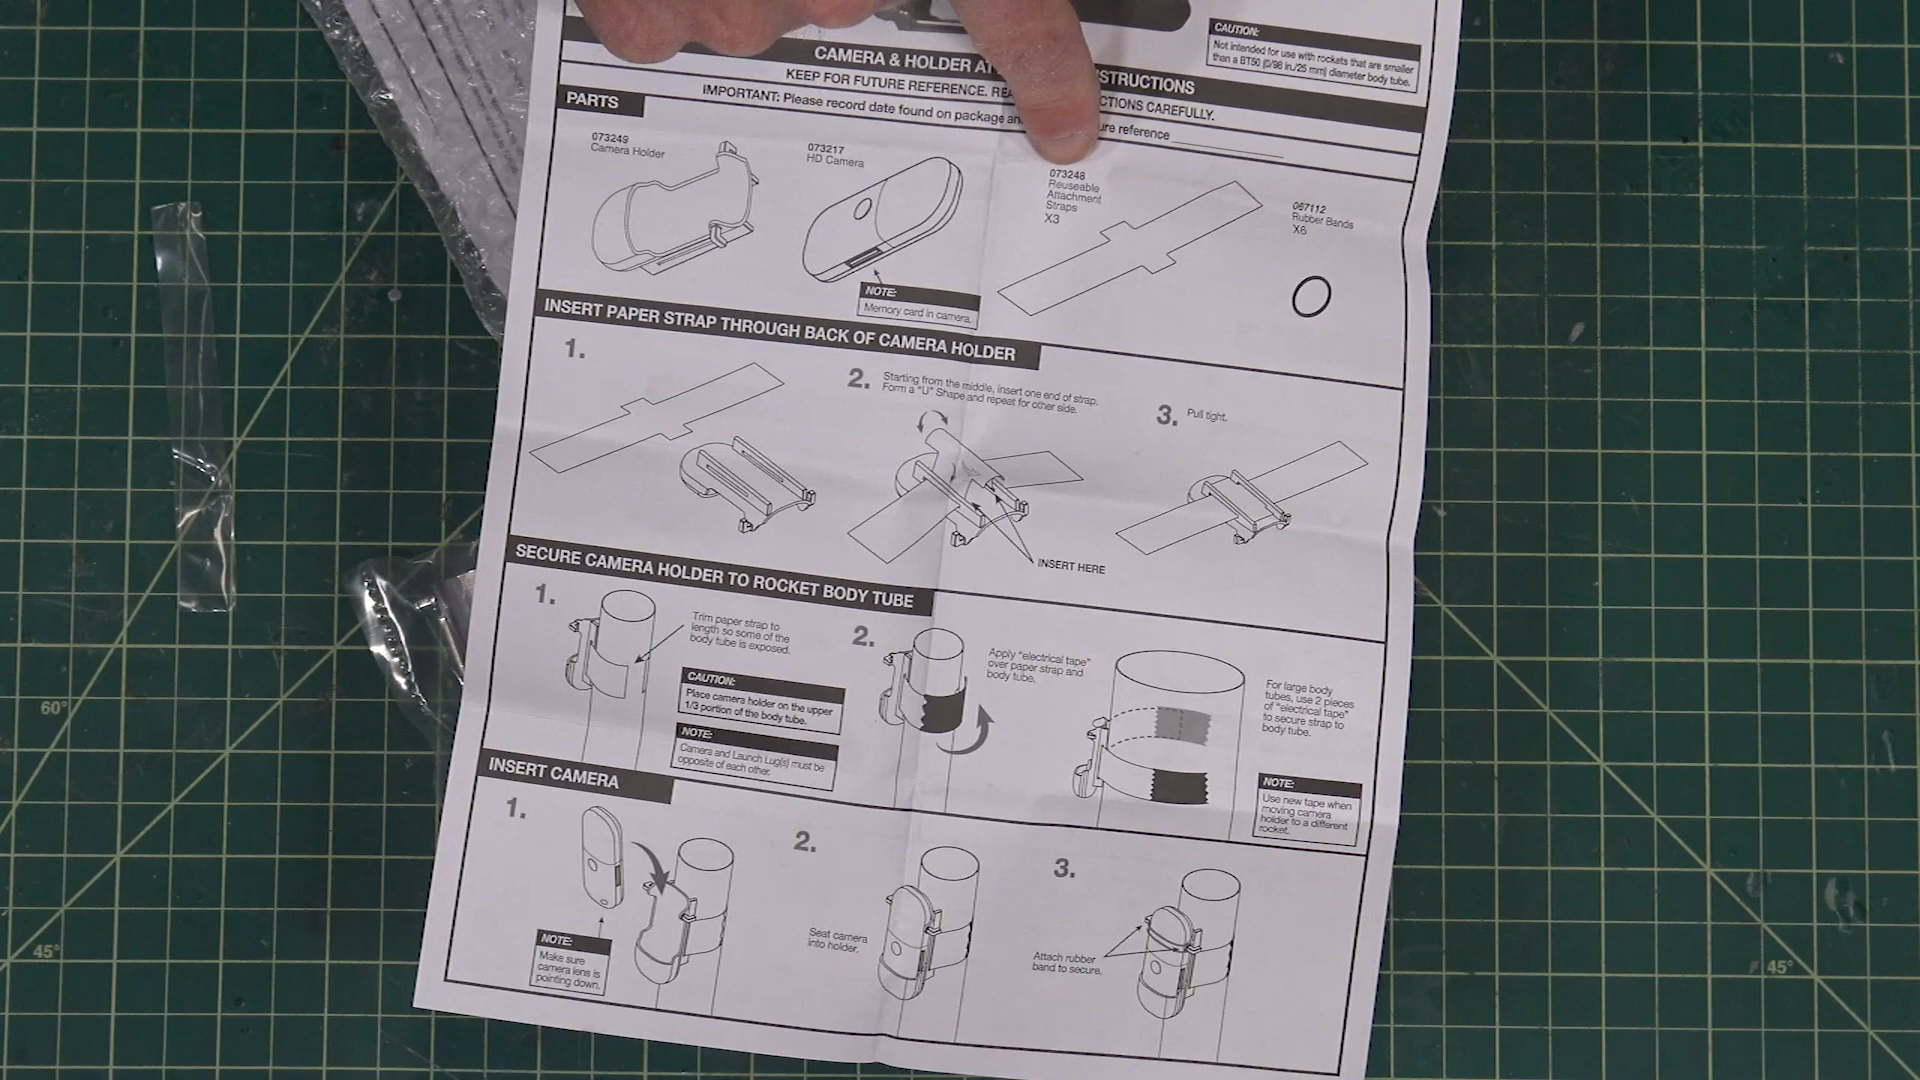 CAUTION:
Not intended for use with rockets that are smaller
than a BT50 (0/98 in./25 mm) diameter body tube.
CAMERA & HOLDER
STRUCTIONS
KEEP FOR FUTURE REFERENCE.
CTIONS CAREFULLY.
IMPORTANT: Please record date found on package
ure reference
PARTS
073249
Camera Holder
073217
HD Camera
NOTE:
Memory card in camera.
073248
Reuseable
Attachment
Straps
X3
067112
Rubber Bands
X6
INSERT PAPER STRAP THROUGH BACK OF CAMERA HOLDER
1.
2. Starting from the middle, insert one end of strap.
Form a "U" Shape and repeat for other side.
INSERT HERE
3. Pull tight.
SECURE CAMERA HOLDER TO ROCKET BODY TUBE
1.
Trim paper strap to
length so some of the
body tube is exposed.
CAUTION:
Place camera holder on the upper
1/3 portion of the body tube.
NOTE:
Camera and Launch Lug(s) must be
opposite of each other.
2.
Apply "electrical tape"
over paper strap and
body tube.
For large body
tubes, use 2 pieces
of "electrical tape"
to secure strap to
body tube.
NOTE:
Use new tape when
moving camera
holder to a different
rocket.
INSERT CAMERA
1.
NOTE:
Make sure
camera lens is
pointing down.
2.
Seat camera
into holder.
3.
Attach rubber
band to secure.
60°
45°
45°